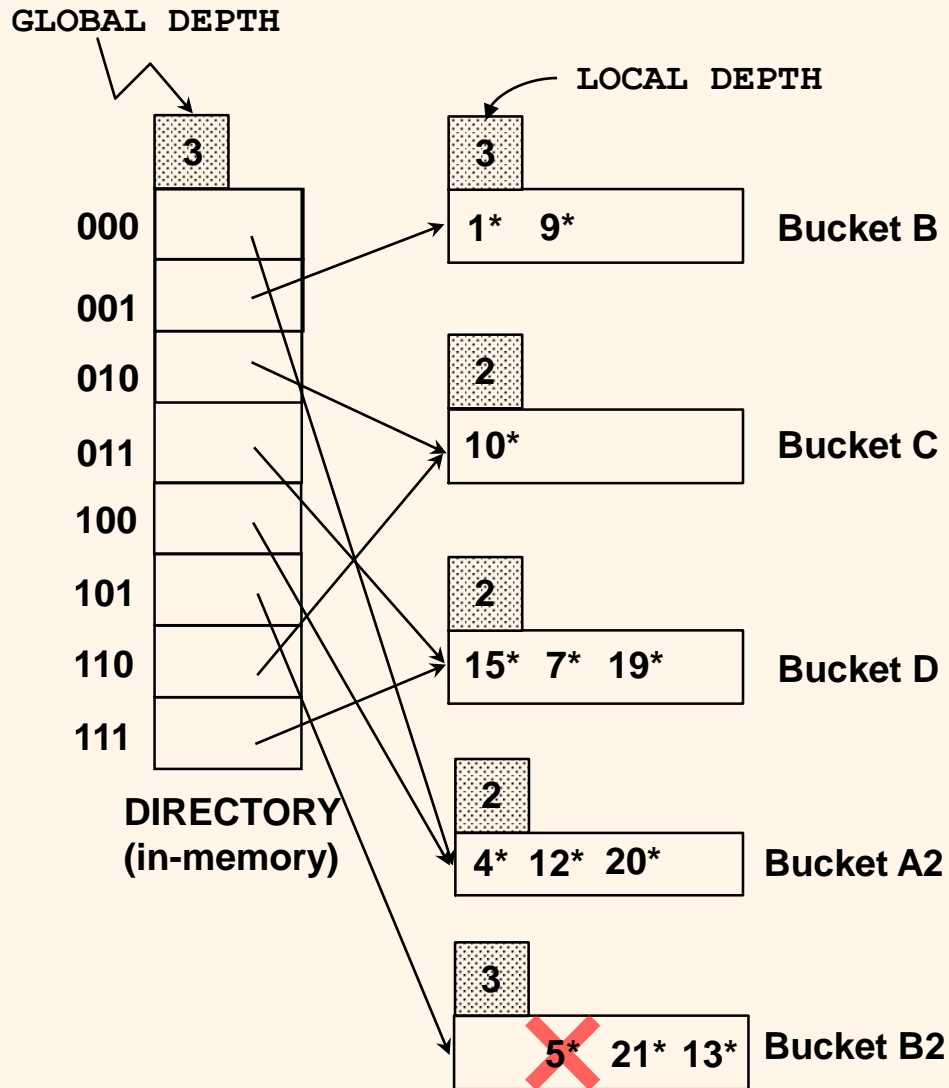 GLOBAL DEPTH
LOCAL DEPTH
3
3
000
1* 9*
Bucket B
001
2
010
10*
Bucket C
011
100
2
101
15* 7* 19*
Bucket D
110
111
2
DIRECTORY
(in-memory)
4* 12* 20*
Bucket A2
3
5* 21* 13*
Bucket B2